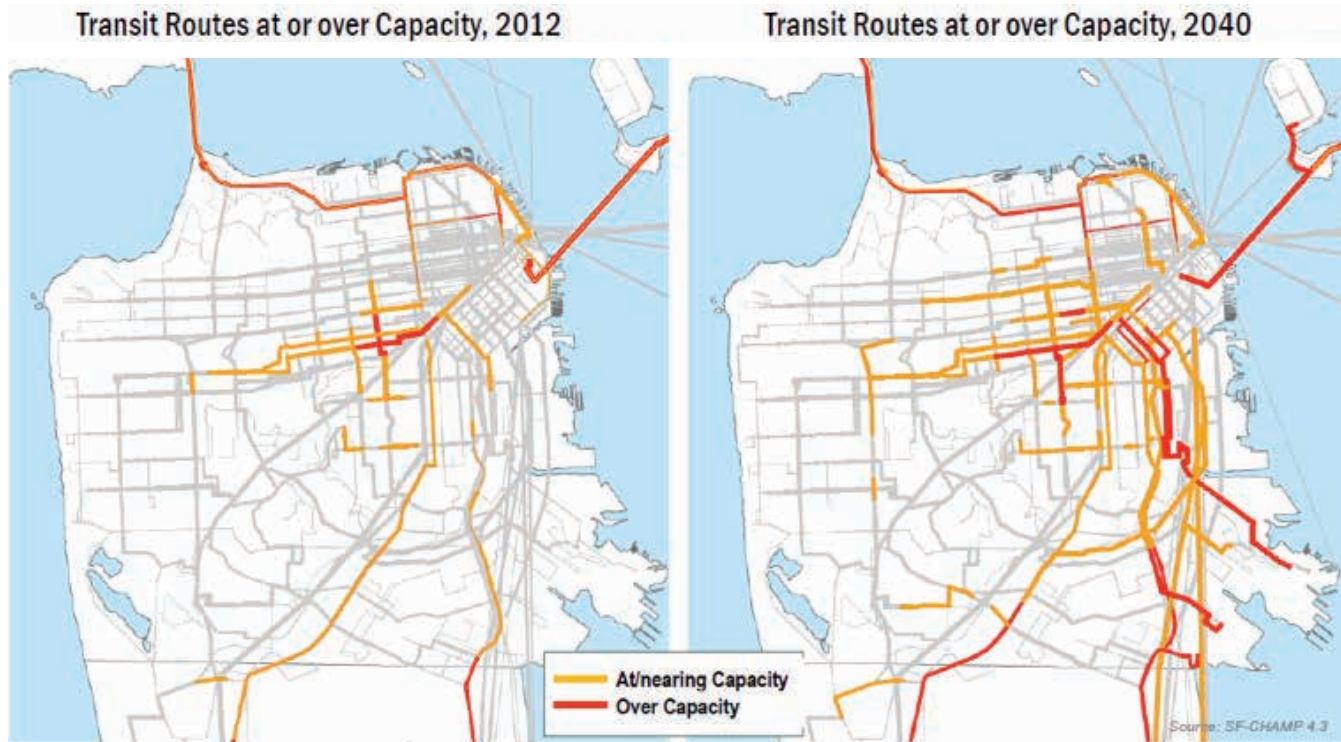 Transit Routes at or over Capacity, 2012
Transit Routes at or over Capacity, 2040
At/nearing Capacity
Over Capacity
Source: SF-CHAMP 4.3